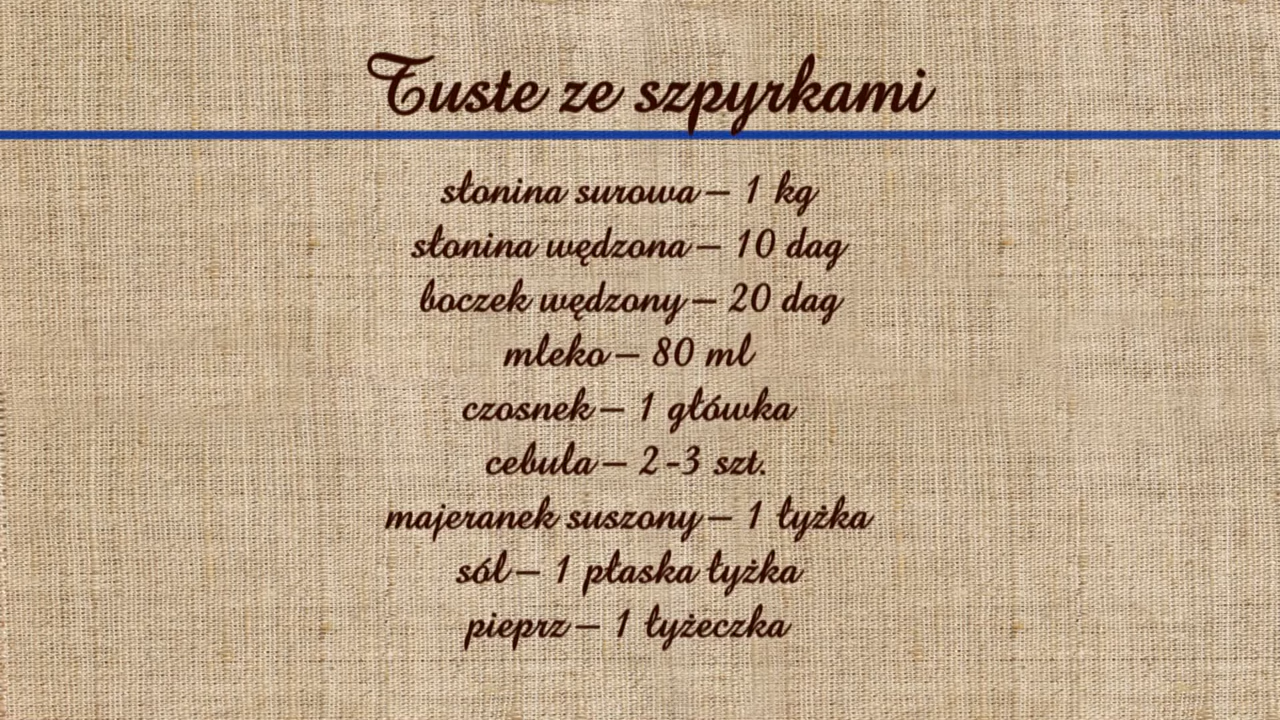 Tuste ze szpyrkami
słonina surowa – 1 kg
słonina wędzona – 10 dag
boczek wędzony – 20 dag
mleko – 80 ml
czosnek – 1 główka
cebula – 2-3 szt.
majeranek suszony – 1 łyżka
sól – 1 płaska łyżka
pieprz – 1 łyżeczka